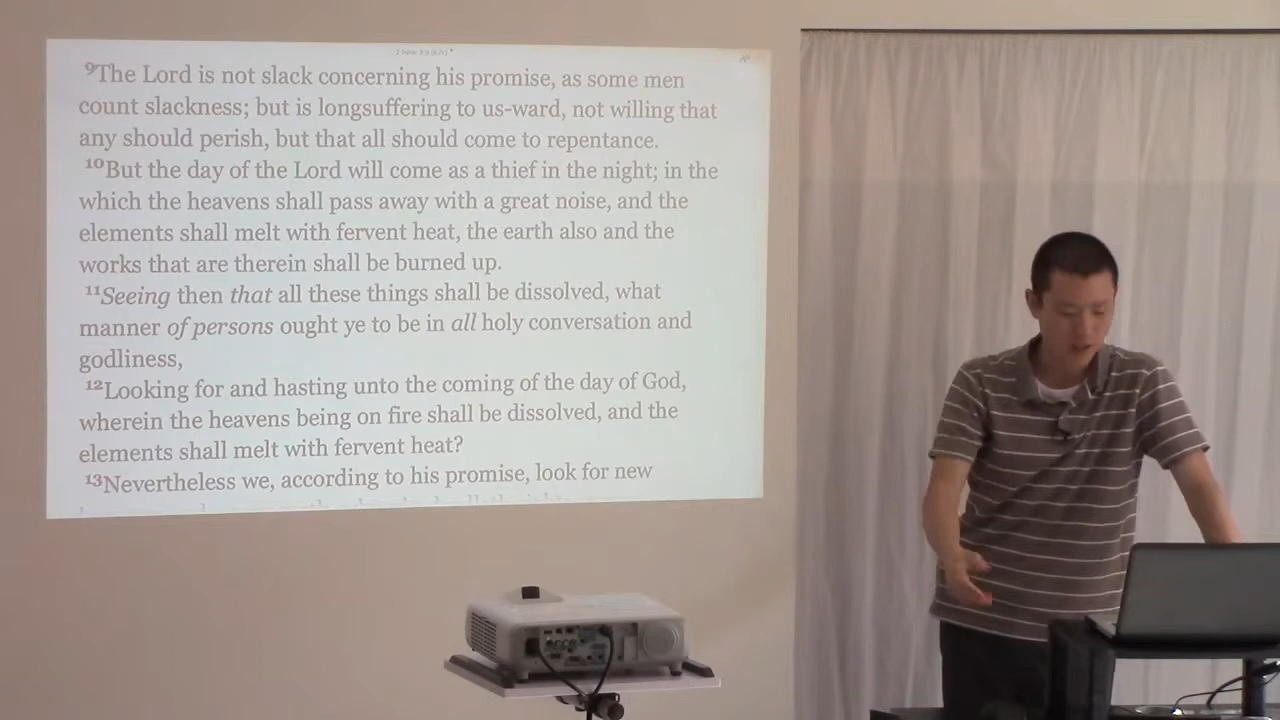 ⁹The Lord is not slack concerning his promise, as some men
count slackness; but is longsuffering to us-ward, not willing that
any should perish, but that all should come to repentance.
¹⁰But the day of the Lord will come as a thief in the night; in the
which the heavens shall pass away with a great noise, and the
elements shall melt with fervent heat, the earth also and the
works that are therein shall be burned up.
¹¹Seeing then that all these things shall be dissolved, what
manner of persons ought ye to be in all holy conversation and
godliness,
¹²Looking for and hasting unto the coming of the day of God,
wherein the heavens being on fire shall be dissolved, and the
elements shall melt with fervent heat?
¹³Nevertheless we, according to his promise, look for new